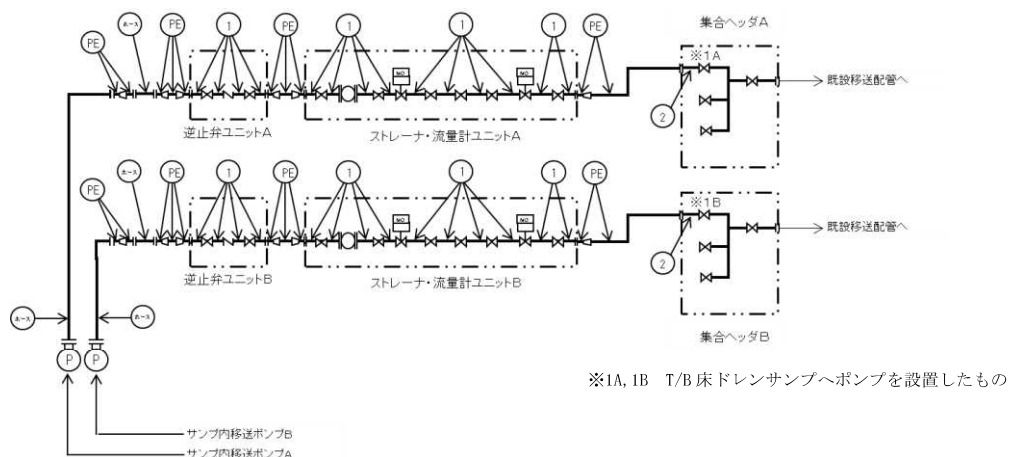 集合ヘッダA
ホース PE 1 PE 1 1 1 PE
PE
※1A
MO MO
既設移送配管へ
2
逆止弁ユニットA
ストレーナ・流量計ユニットA
ホース PE 1 PE 1 1 1 PE
PE
※1B
MO MO
既設移送配管へ
2
逆止弁ユニットB
ストレーナ・流量計ユニットB
ホース ホース
集合ヘッダB
P P
※1A,1B T/B床ドレンサンプへポンプを設置したもの
サンプ内移送ポンプB
サンプ内移送ポンプA